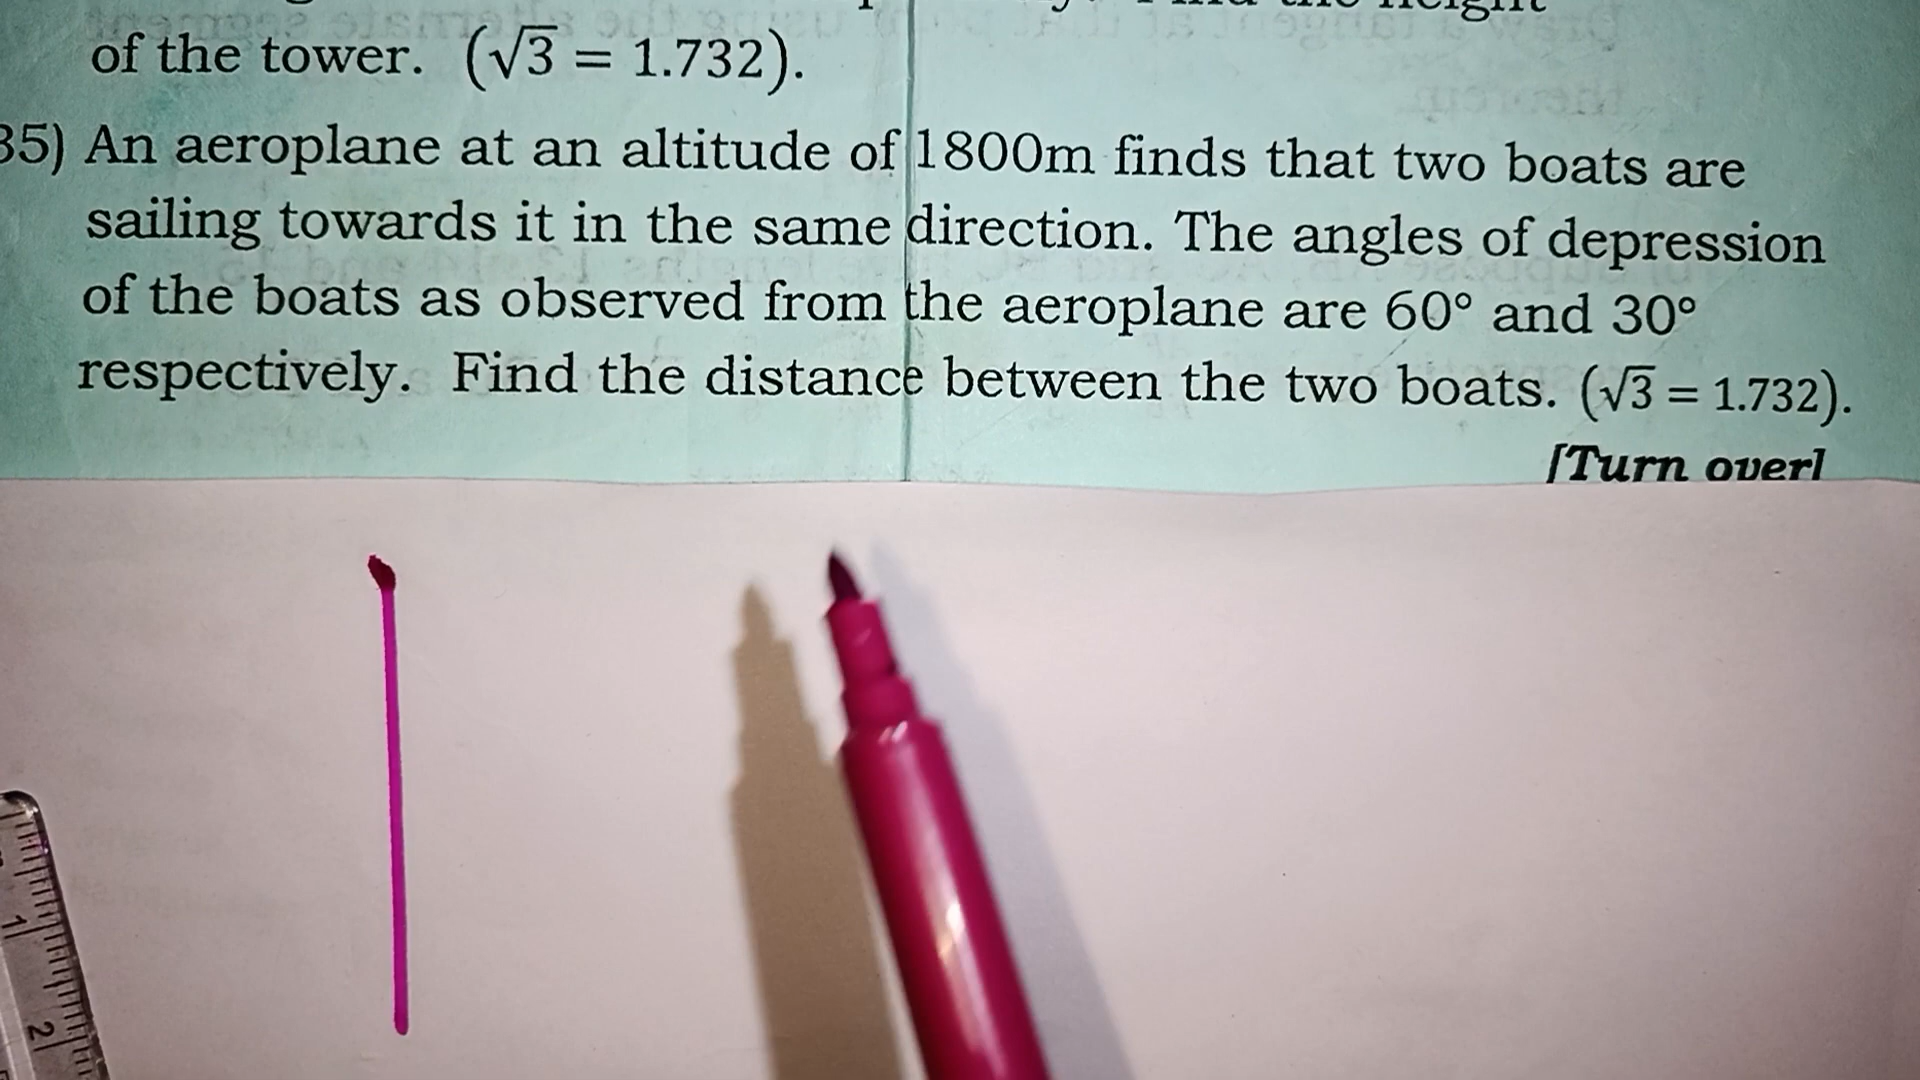 of the tower. (√3 = 1.732).
35) An aeroplane at an altitude of 1800m finds that two boats are
sailing towards it in the same direction. The angles of depression
of the boats as observed from the aeroplane are 60° and 30°
respectively. Find the distance between the two boats. (√3 = 1.732).
[Turn over]
1
2